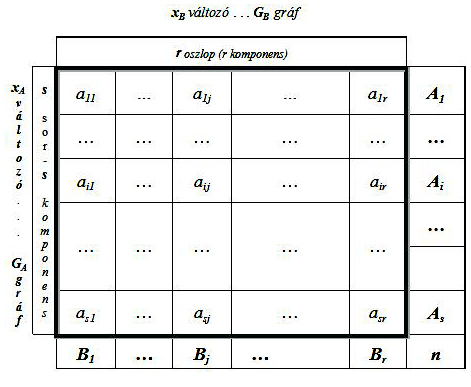 x_B változó . . . G_B gráf
r oszlop (r komponens)
x_A változó . . . G_A gráf
s sor - s komponens
a_11 ... a_1j ... a_1r A_1
... ... ... ... ... ...
a_i1 ... a_ij ... a_ir A_i
... ... ... ... ... ...
a_s1 ... a_sj ... a_sr A_s
B_1 ... B_j ... B_r n